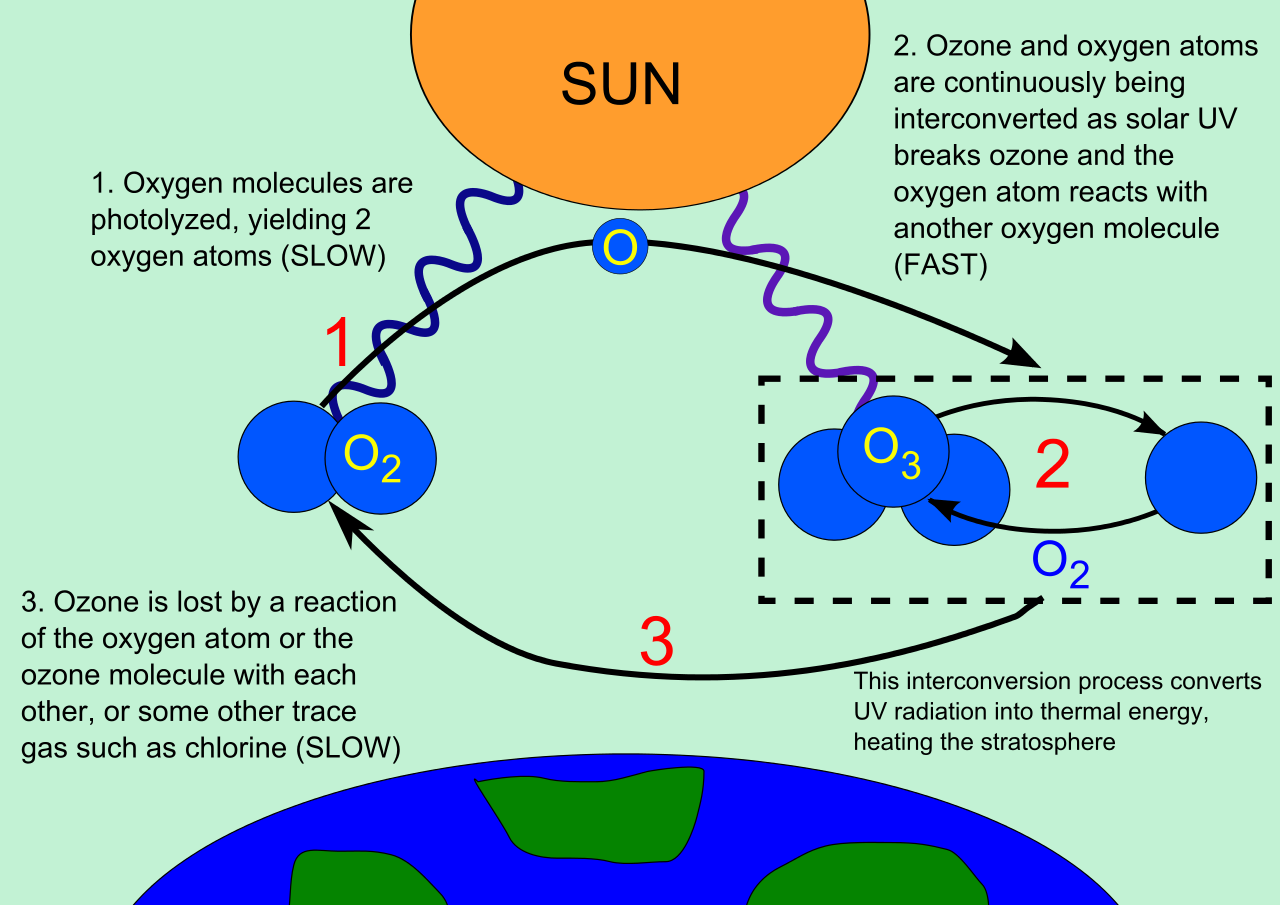 SUN
1. Oxygen molecules are
photolyzed, yielding 2
oxygen atoms (SLOW)
2. Ozone and oxygen atoms
are continuously being
interconverted as solar UV
breaks ozone and the
oxygen atom reacts with
another oxygen molecule
(FAST)
O
1
O2
O3
2
O2
3. Ozone is lost by a reaction
of the oxygen atom or the
ozone molecule with each
other, or some other trace
gas such as chlorine (SLOW)
3
This interconversion process converts
UV radiation into thermal energy,
heating the stratosphere